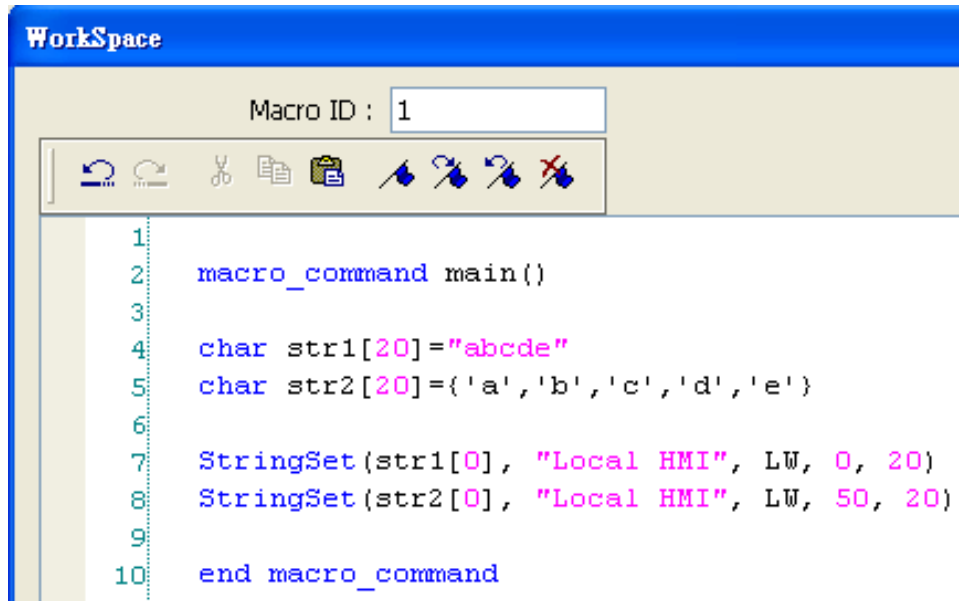 WorkSpace
Macro ID : 1
1
2 macro_command main()
3
4 char str1[20]="abcde"
5 char str2[20]={'a','b','c','d','e'}
6
7 StringSet(str1[0], "Local HMI", LW, 0, 20)
8 StringSet(str2[0], "Local HMI", LW, 50, 20)
9
10 end macro_command